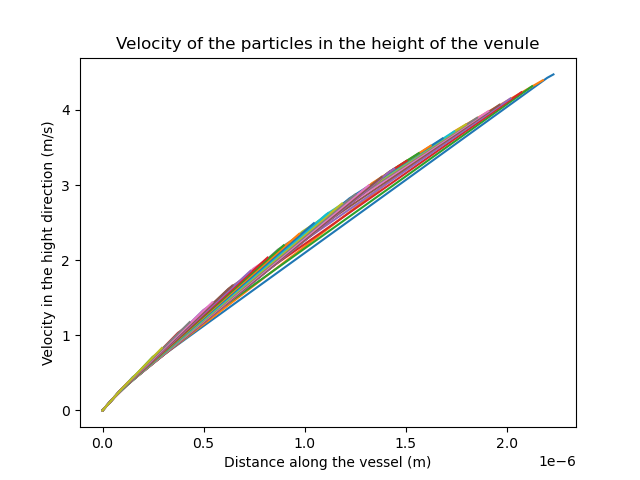 Velocity of the particles in the height of the venule
Velocity in the hight direction (m/s)
4
3
2
1
0
0.0 0.5 1.0 1.5 2.0
1e−6
Distance along the vessel (m)